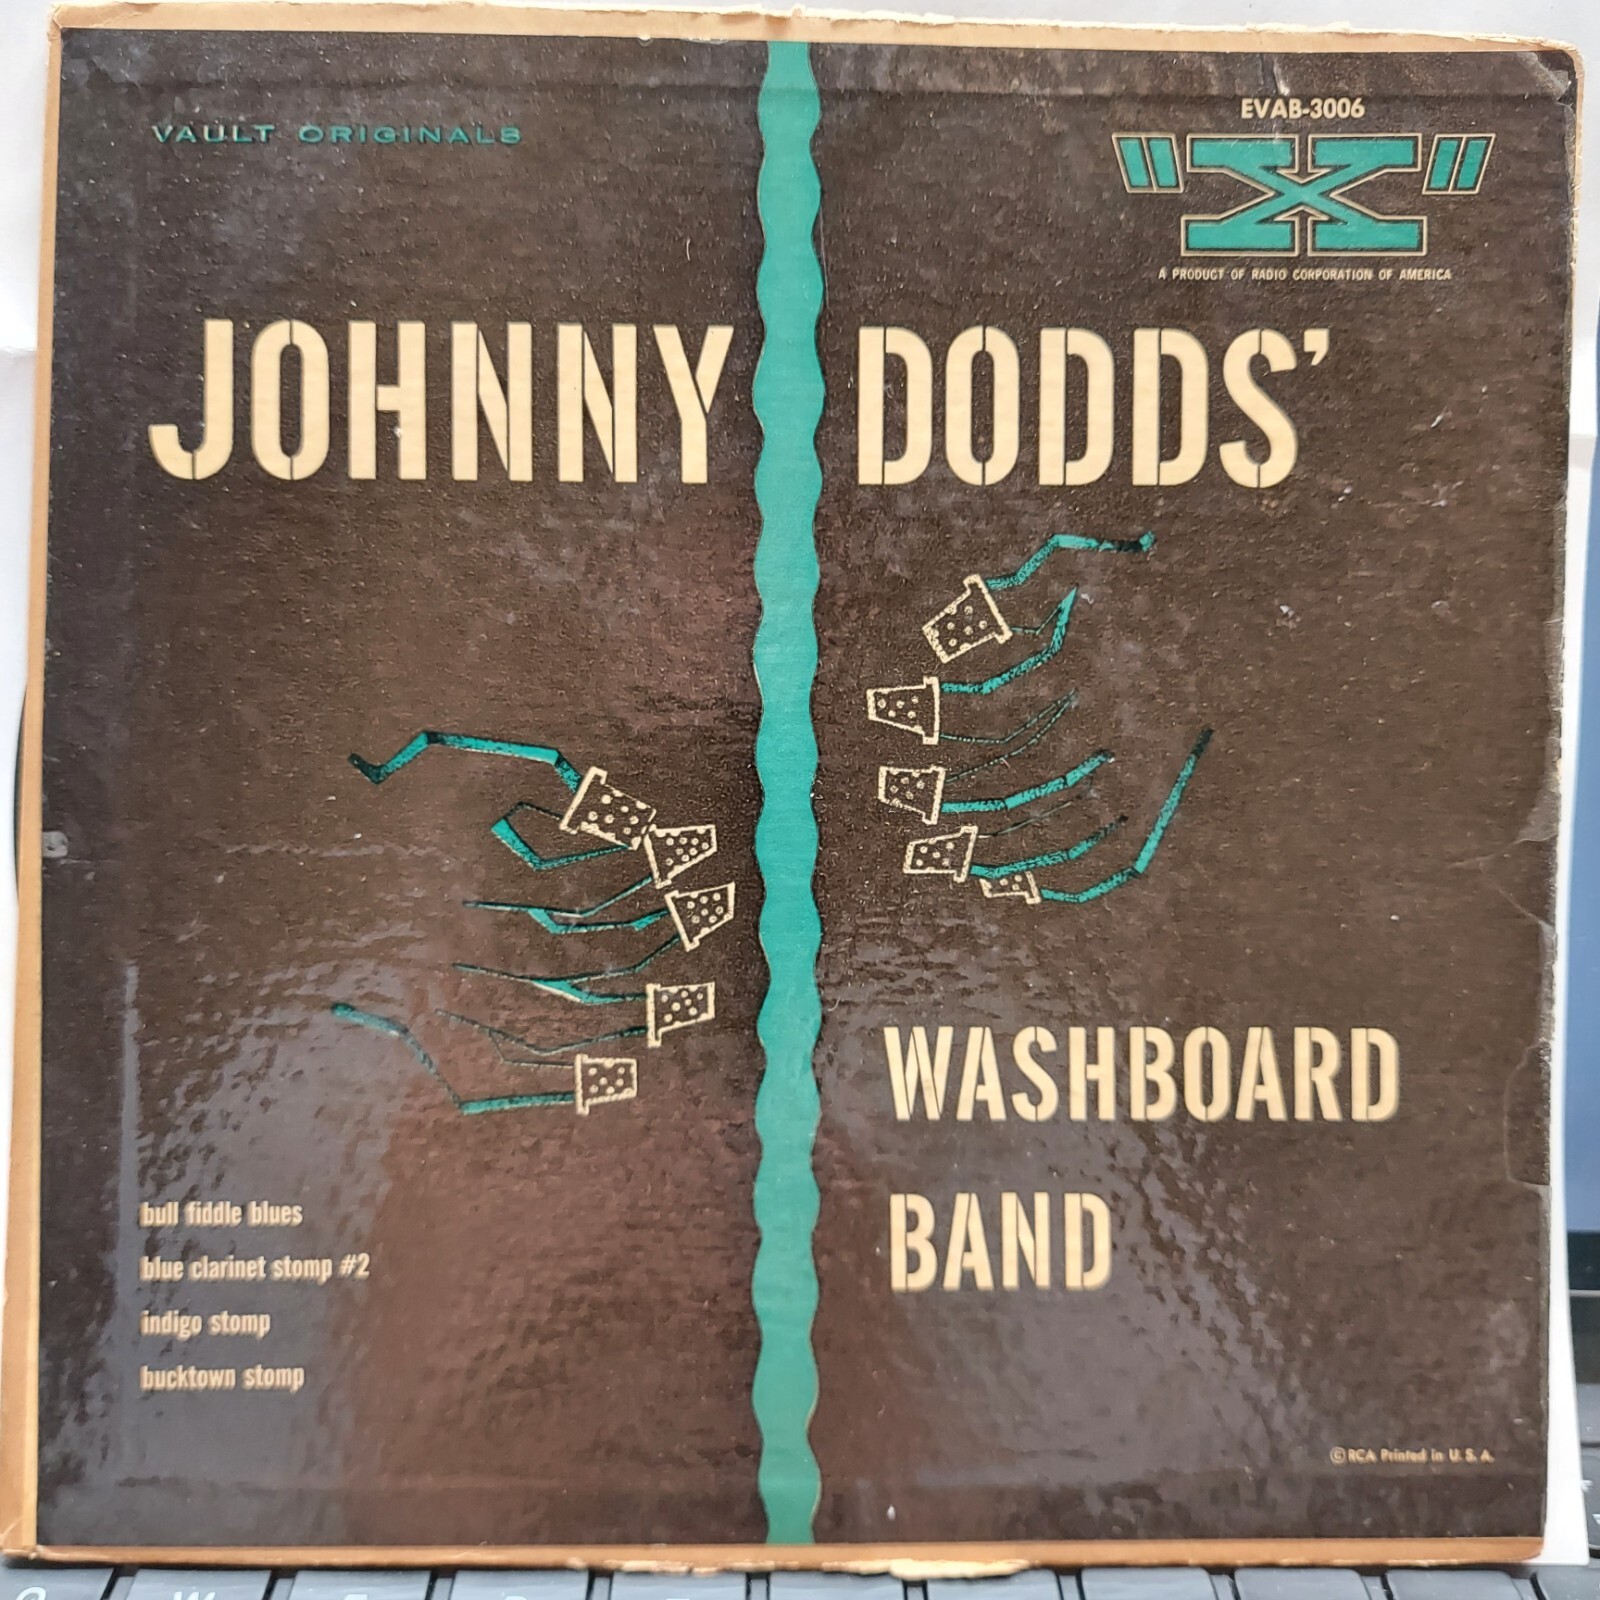 EVAB-3006
VAULT ORIGINALS
"X"
A PRODUCT OF RADIO CORPORATION OF AMERICA
JOHNNY DODDS'
WASHBOARD
BAND
bull fiddle blues
blue clarinet stomp #2
indigo stomp
bucktown stomp
© RCA Printed in U. S. A.